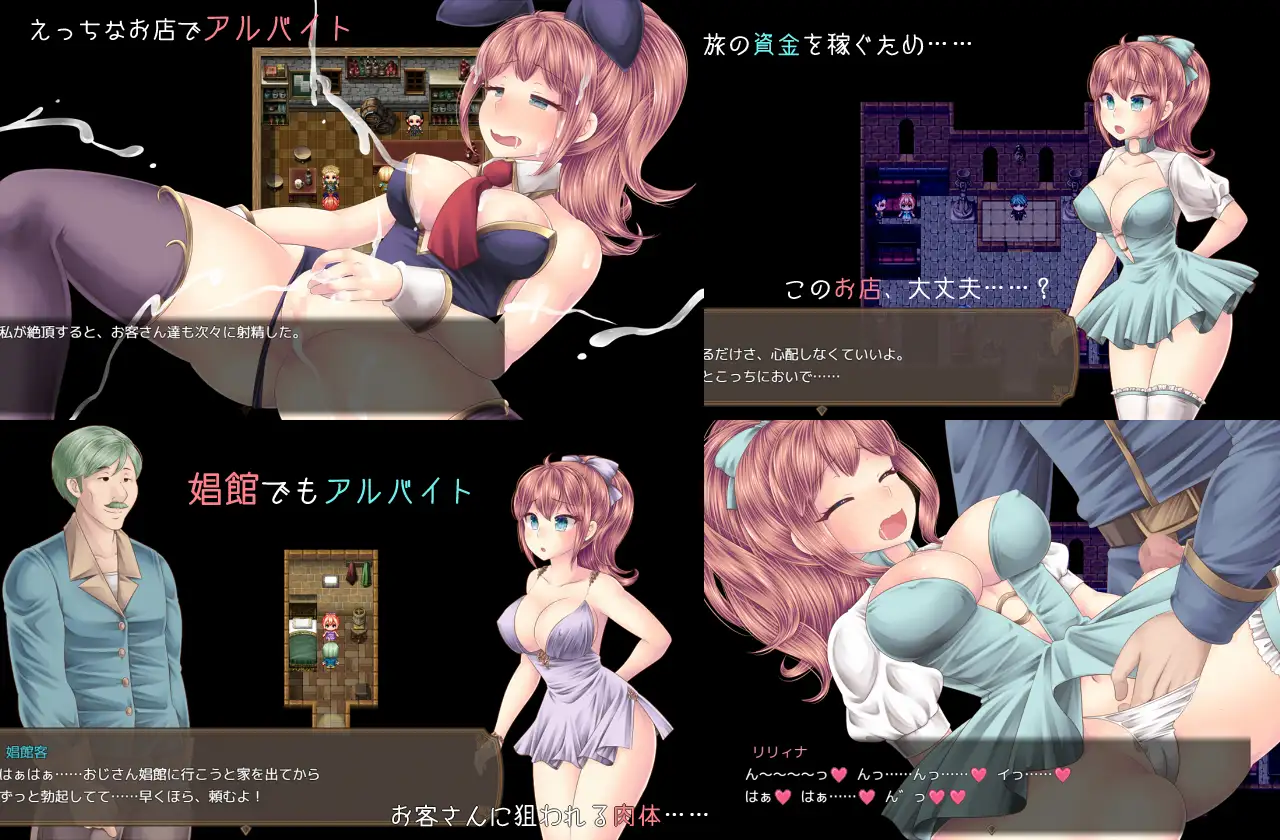 えっちなお店でアルバイト
私が絶頂すると、お客さん達も次々に射精した。
旅の資金を稼ぐため……
このお店、大丈夫……？
るだけさ、心配しなくていいよ。
とこっちにおいで……
娼館でもアルバイト
娼館客
はぁはぁ……おじさん娼館に行こうと家を出てから
ずっと勃起してて……早くほら、頼むよ！
お客さんに狙われる肉体……
リリィナ
ん～～～～っ♥ んっ……んっ……♥ イっ……♥
はぁ♥ はぁ……♥ ん゛っ♥♥